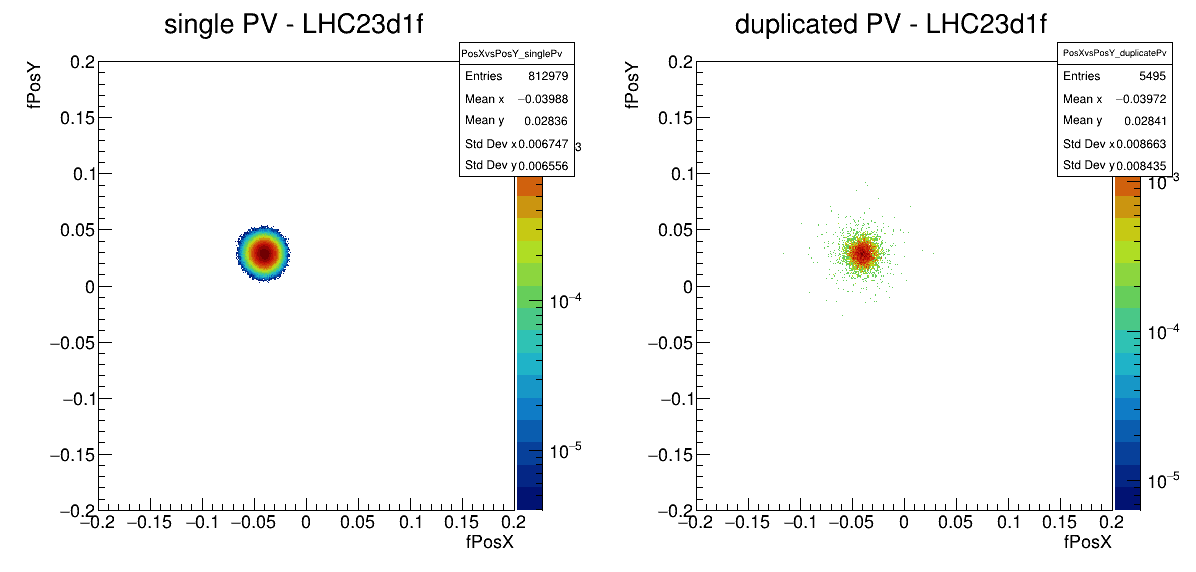 single PV - LHC23d1f
PosXvsPosY_singlePv
Entries 812979
Mean x −0.03988
Mean y 0.02836
Std Dev x 0.006747
Std Dev y 0.006556
fPosY
0.2
0.15
0.1
0.05
0
−0.05
−0.1
−0.15
−0.2
−0.2 −0.15 −0.1 −0.05 0 0.05 0.1 0.15 0.2
fPosX
3
10−4
10−5
duplicated PV - LHC23d1f
PosXvsPosY_duplicatePv
Entries 5495
Mean x −0.03972
Mean y 0.02841
Std Dev x 0.008663
Std Dev y 0.008435
fPosY
0.2
0.15
0.1
0.05
0
−0.05
−0.1
−0.15
−0.2
−0.2 −0.15 −0.1 −0.05 0 0.05 0.1 0.15 0.2
fPosX
10−3
10−4
10−5